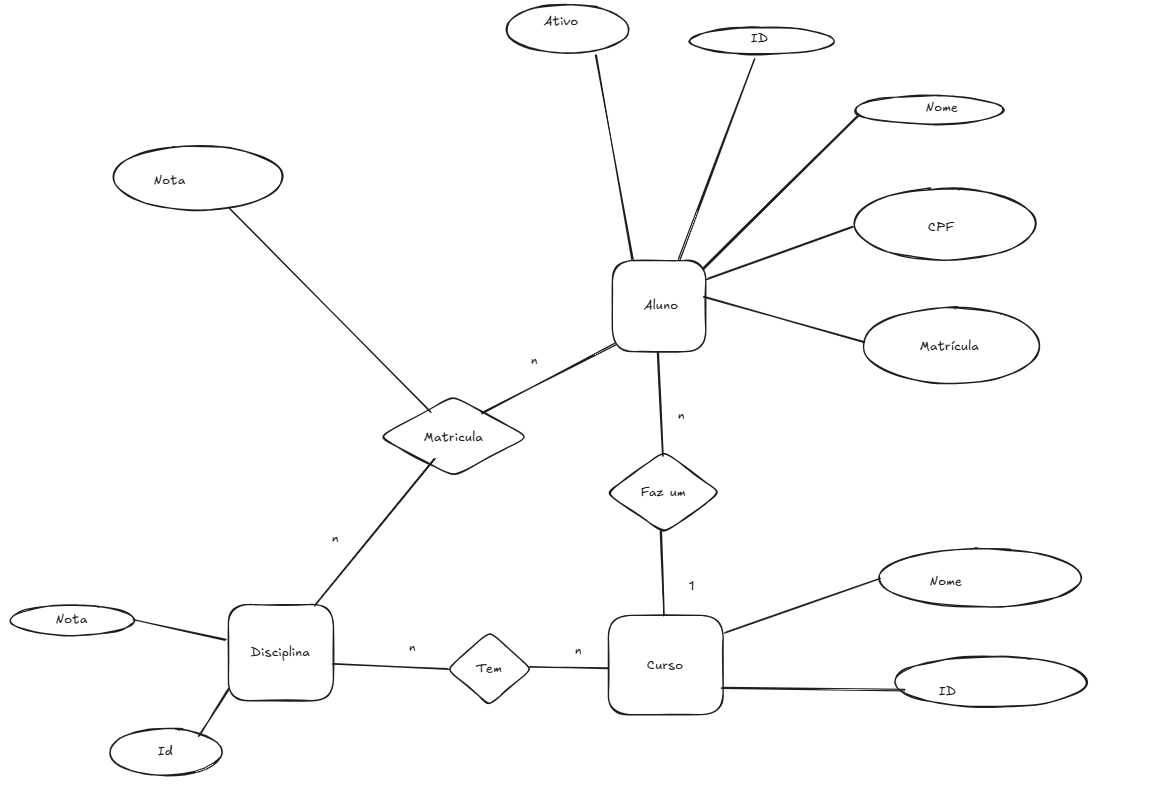 Ativo
ID
Nome
Nota
CPF
Aluno
Matrícula
n
n
Matricula
Faz um
n
1
Nome
Nota
Disciplina
n
n
Tem
Curso
ID
Id